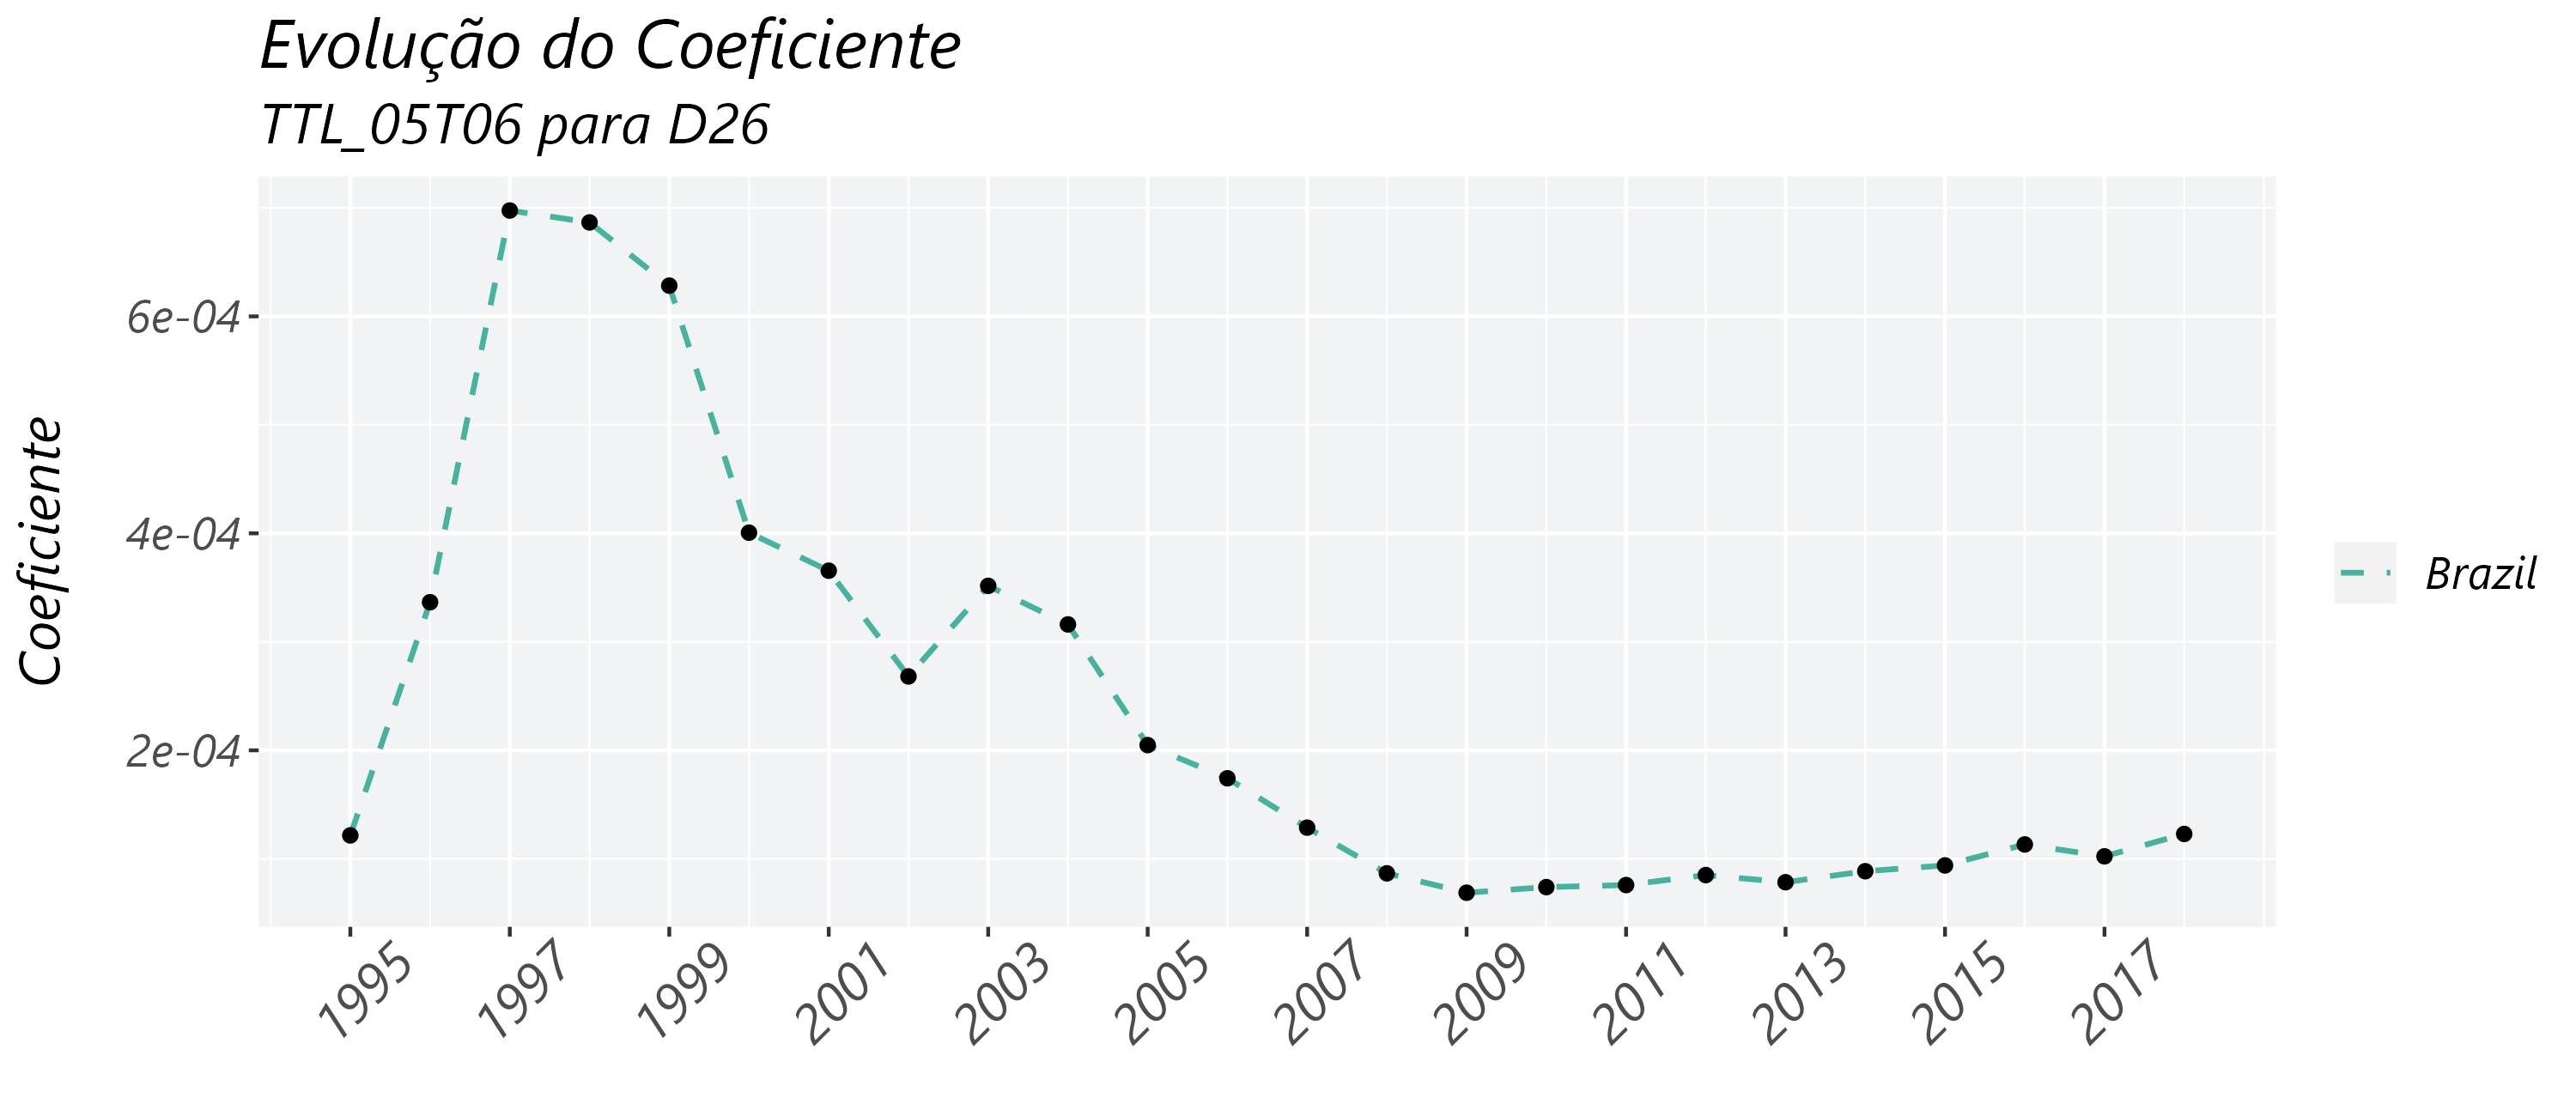 Evolução do Coeficiente
TTL_05T06 para D26
Coeficiente
6e-04
4e-04
2e-04
1995
1997
1999
2001
2003
2005
2007
2009
2011
2013
2015
2017
Brazil